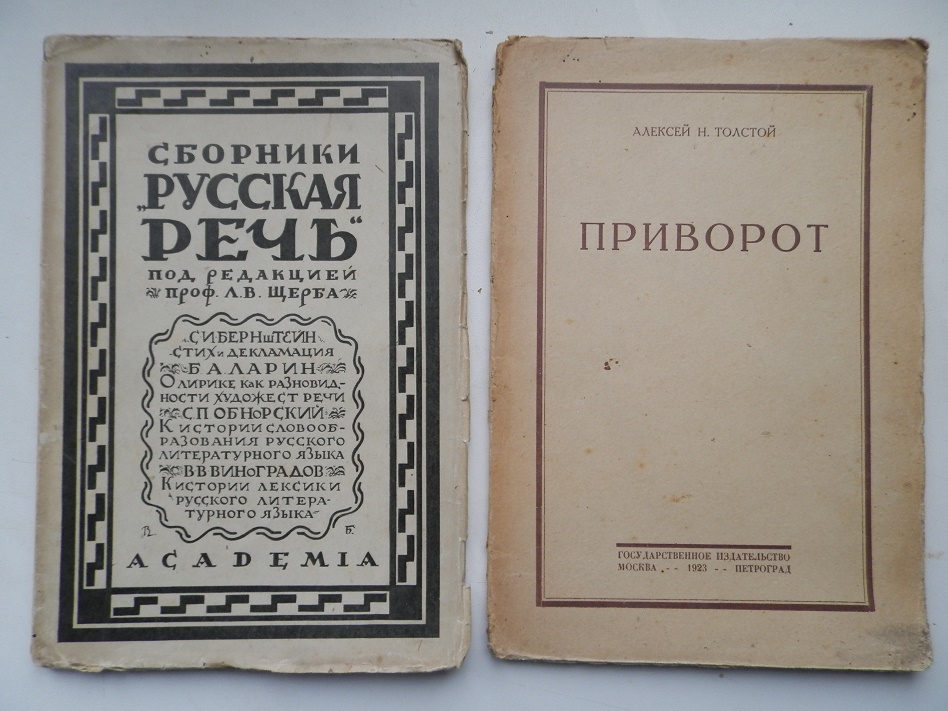 СБОРНИКИ
„РУССКАЯ
РЕЧЬ“
ПОД РЕДАКЦИЕЙ
ПРОФ. Л.В. ЩЕРБА
С.И.БЕРНШТЕЙН
СТИХ и ДЕКЛАМАЦИЯ
Б.А.ЛАРИН
О ЛИРИКЕ, КАК РАЗНОВИД-
НОСТИ ХУДОЖЕСТ РЕЧИ
С.П ОБНОРСКИЙ
К ИСТОРИИ СЛОВООБ-
РАЗОВАНИЯ РУССКОГО
ЛИТЕРАТУРНОГО ЯЗЫКА
В.В ВИНОГРАДОВ
К ИСТОРИИ ЛЕКСИКИ
РУССКОГО ЛИТЕРА-
ТУРНОГО ЯЗЫКА
ACADEMIA
АЛЕКСЕЙ Н. ТОЛСТОЙ
ПРИВОРОТ
ГОСУДАРСТВЕННОЕ ИЗДАТЕЛЬСТВО
МОСКВА -- 1923 -- ПЕТРОГРАД